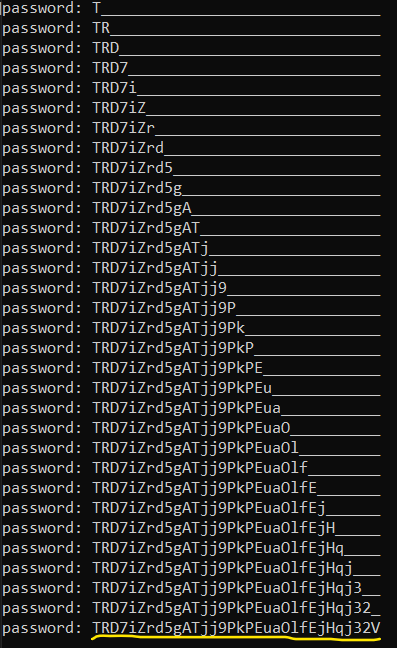 password: T_______________________________
password: TR______________________________
password: TRD_____________________________
password: TRD7____________________________
password: TRD7i___________________________
password: TRD7iZ__________________________
password: TRD7iZr_________________________
password: TRD7iZrd________________________
password: TRD7iZrd5_______________________
password: TRD7iZrd5g______________________
password: TRD7iZrd5gA_____________________
password: TRD7iZrd5gAT____________________
password: TRD7iZrd5gATj___________________
password: TRD7iZrd5gATjj__________________
password: TRD7iZrd5gATjj9_________________
password: TRD7iZrd5gATjj9P________________
password: TRD7iZrd5gATjj9Pk_______________
password: TRD7iZrd5gATjj9PkP______________
password: TRD7iZrd5gATjj9PkPE_____________
password: TRD7iZrd5gATjj9PkPEu____________
password: TRD7iZrd5gATjj9PkPEua___________
password: TRD7iZrd5gATjj9PkPEuaO__________
password: TRD7iZrd5gATjj9PkPEuaOl_________
password: TRD7iZrd5gATjj9PkPEuaOlf________
password: TRD7iZrd5gATjj9PkPEuaOlfE_______
password: TRD7iZrd5gATjj9PkPEuaOlfEj______
password: TRD7iZrd5gATjj9PkPEuaOlfEjH_____
password: TRD7iZrd5gATjj9PkPEuaOlfEjHq____
password: TRD7iZrd5gATjj9PkPEuaOlfEjHqj___
password: TRD7iZrd5gATjj9PkPEuaOlfEjHqj3__
password: TRD7iZrd5gATjj9PkPEuaOlfEjHqj32_
password: TRD7iZrd5gATjj9PkPEuaOlfEjHqj32V